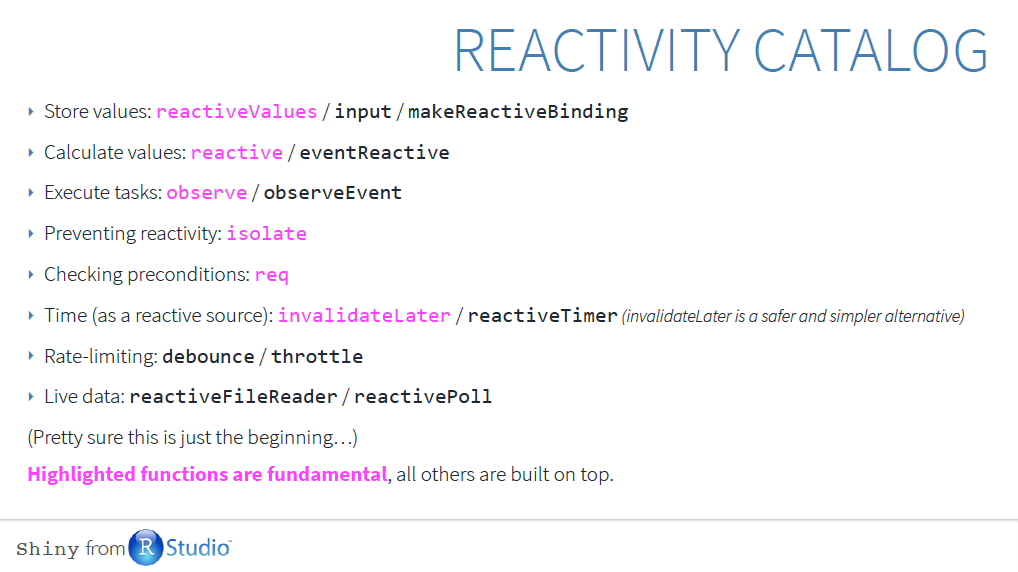 REACTIVITY CATALOG
Store values: reactiveValues / input / makeReactiveBinding
Calculate values: reactive / eventReactive
Execute tasks: observe / observeEvent
Preventing reactivity: isolate
Checking preconditions: req
Time (as a reactive source): invalidateLater / reactiveTimer (invalidateLater is a safer and simpler alternative)
Rate-limiting: debounce / throttle
Live data: reactiveFileReader / reactivePoll
(Pretty sure this is just the beginning…)
Highlighted functions are fundamental, all others are built on top.
Shiny from R Studio™